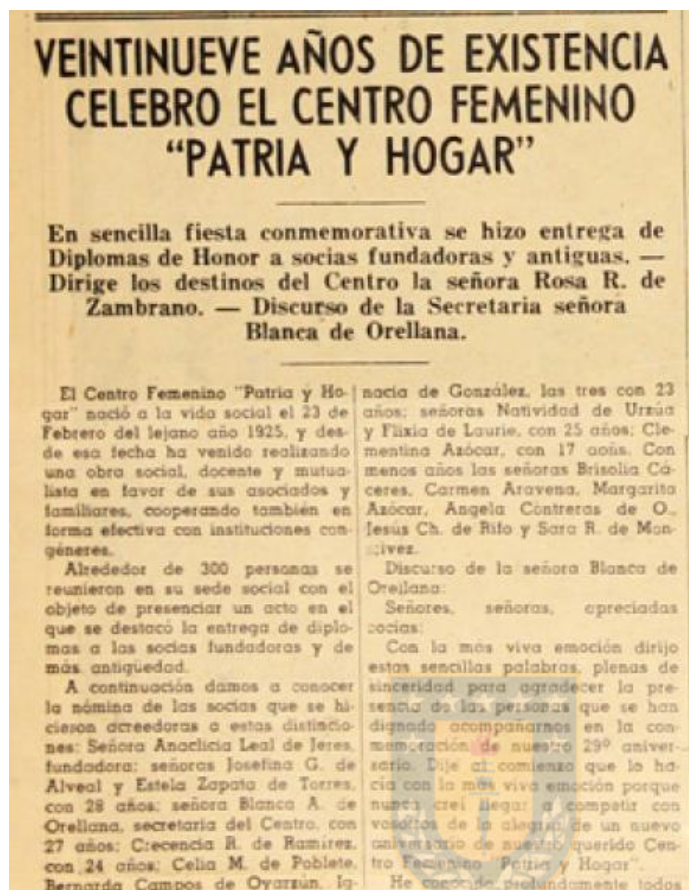 VEINTINUEVE AÑOS DE EXISTENCIA
CELEBRO EL CENTRO FEMENINO
“PATRIA Y HOGAR”
En sencilla fiesta conmemorativa se hizo entrega de
Diplomas de Honor a socias fundadoras y antiguas. —
Dirige los destinos del Centro la señora Rosa R. de
Zambrano. — Discurso de la Secretaria señora
Blanca de Orellana.
El Centro Femenino "Patria y Ho-
gar" nació a la vida social el 23 de
Febrero del lejano año 1925, y des-
de esa fecha ha venido realizando
una obra social, docente y mutua-
lista en favor de sus asociados y
familiares, cooperando también en
forma efectiva con instituciones con-
géneres.
Alrededor de 300 personas se
reunieron en su sede social con el
objeto de presenciar un acto en el
que se destacó la entrega de diplo-
mas a las socias fundadoras y de
más antigüedad.
A continuación damos a conocer
la nómina de las socias que se hi-
cieron acreedoras a estas distincio-
nes: Señora Anaclicia Leal de Jeres,
fundadora; señoras Josefina G. de
Alveal y Estela Zapata de Torres,
con 28 años; señora Blanca A. de
Orellana, secretaria del Centro, con
27 años; Crecencia R. de Ramírez,
con 24 años; Celia M. de Poblete,
Bernarda Campos de Oyarzún, Ig-
nacia de González, las tres con 23
años; señoras Natividad de Urzúa
y Flixia de Laurie, con 25 años; Cle-
mentina Azócar, con 17 aoñs. Con
menos años las señoras Brisolia Cá-
ceres, Carmen Aravena, Margarita
Azócar, Angela Contreras de O.,
Jesús Ch. de Rifo y Sara R. de Mon-
sivez.
Discurso de la señora Blanca de
Orellana:
Señores, señoras, apreciadas
socias:
Con la más viva emoción dirijo
estas sencillas palabras, plenas de
sinceridad para agradecer la pre-
sencia de las personas que se han
dignado acompañarnos en la con-
memoración de nuestro 29º aniver-
sario. Dije al comienzo que lo ha-
cía con la más viva emoción porque
nunca creí llegar a competir con
vosotros de la alegría de un nuevo
aniversario de nuestro querido Cen-
tro Femenino "Patria y Hogar".
He conocido profundamente todos